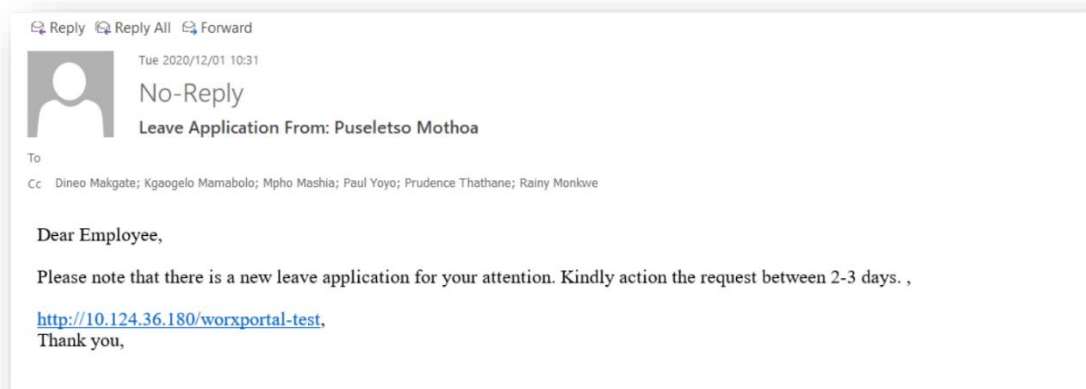 Reply Reply All Forward
Tue 2020/12/01 10:31
No-Reply
Leave Application From: Puseletso Mothoa
To
Cc Dineo Makgate; Kgaogelo Mamabolo; Mpho Mashia; Paul Yoyo; Prudence Thathane; Rainy Monkwe
Dear Employee,
Please note that there is a new leave application for your attention. Kindly action the request between 2-3 days. ,
http://10.124.36.180/worxportal-test,
Thank you,